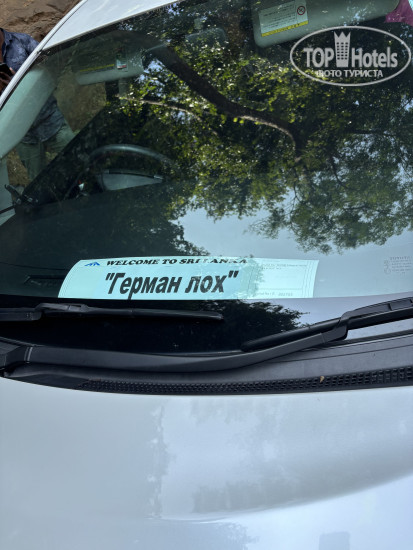 TOP Hotels
ФОТО ТУРИСТА
WELCOME TO SRI LANKA
"Герман лох"